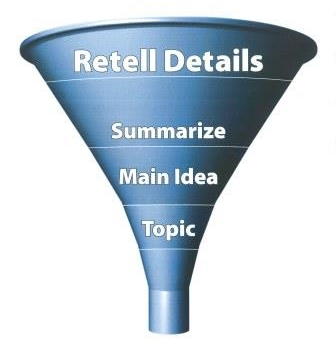 Retell Details
Summarize
Main Idea
Topic